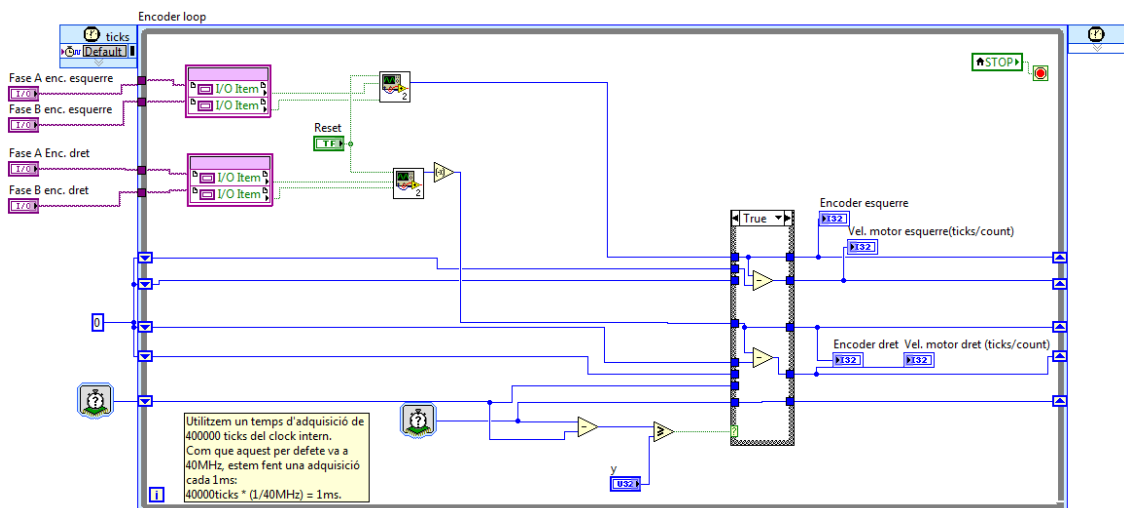 Encoder loop
ticks
Default
Fase A enc. esquerre
I/O
Fase B enc. esquerre
I/O
I/O Item
I/O Item
2
STOP
Reset
TF
Fase A Enc. dret
I/O
Fase B enc. dret
I/O
I/O Item
I/O Item
2
True
Encoder esquerre
I32
Vel. motor esquerre(ticks/count)
I32
0
Encoder dret
I32
Vel. motor dret (ticks/count)
I32
?
?
?
Utilitzem un temps d'adquisició de
400000 ticks del clock intern.
Com que aquest per defete va a
40MHz, estem fent una adquisició
cada 1ms:
40000ticks * (1/40MHz) = 1ms.
y
U32
i